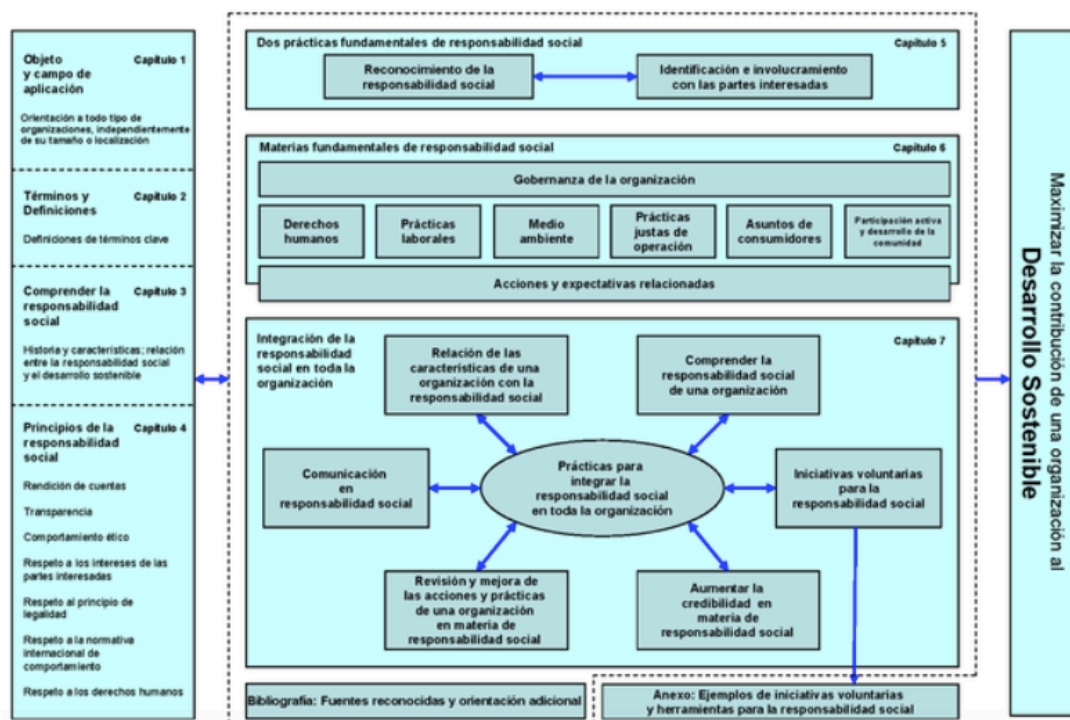 Objeto
y campo de
aplicación
Capítulo 1
Orientación a todo tipo de
organizaciones, independientemente
de su tamaño o localización
Términos y
Definiciones
Capítulo 2
Definiciones de términos clave
Comprender la
responsabilidad
social
Capítulo 3
Historia y características; relación
entre la responsabilidad social
y el desarrollo sostenible
Principios de la
responsabilidad
social
Capítulo 4
Rendición de cuentas
Transparencia
Comportamiento ético
Respeto a los intereses de las
partes interesadas
Respeto al principio de
legalidad
Respeto a la normativa
internacional de
comportamiento
Respeto a los derechos humanos
Dos prácticas fundamentales de responsabilidad social
Capítulo 5
Reconocimiento de la
responsabilidad social
Identificación e involucramiento
con las partes interesadas
Materias fundamentales de responsabilidad social
Capítulo 6
Gobernanza de la organización
Derechos
humanos
Prácticas
laborales
Medio
ambiente
Prácticas
justas de
operación
Asuntos de
consumidores
Participación activa
y desarrollo de la
comunidad
Acciones y expectativas relacionadas
Integración de la
responsabilidad
social en toda la
organización
Capítulo 7
Relación de las
características de una
organización con la
responsabilidad social
Comprender la
responsabilidad social
de una organización
Comunicación
en
responsabilidad social
Prácticas para
integrar la
responsabilidad social
en toda la organización
Iniciativas voluntarias
para la
responsabilidad social
Revisión y mejora de
las acciones y prácticas
de una organización
en materia de
responsabilidad social
Aumentar la
credibilidad en
materia de
responsabilidad social
Bibliografía: Fuentes reconocidas y orientación adicional
Anexo: Ejemplos de iniciativas voluntarias
y herramientas para la responsabilidad social
Maximizar la contribución de una organización al
Desarrollo Sostenible